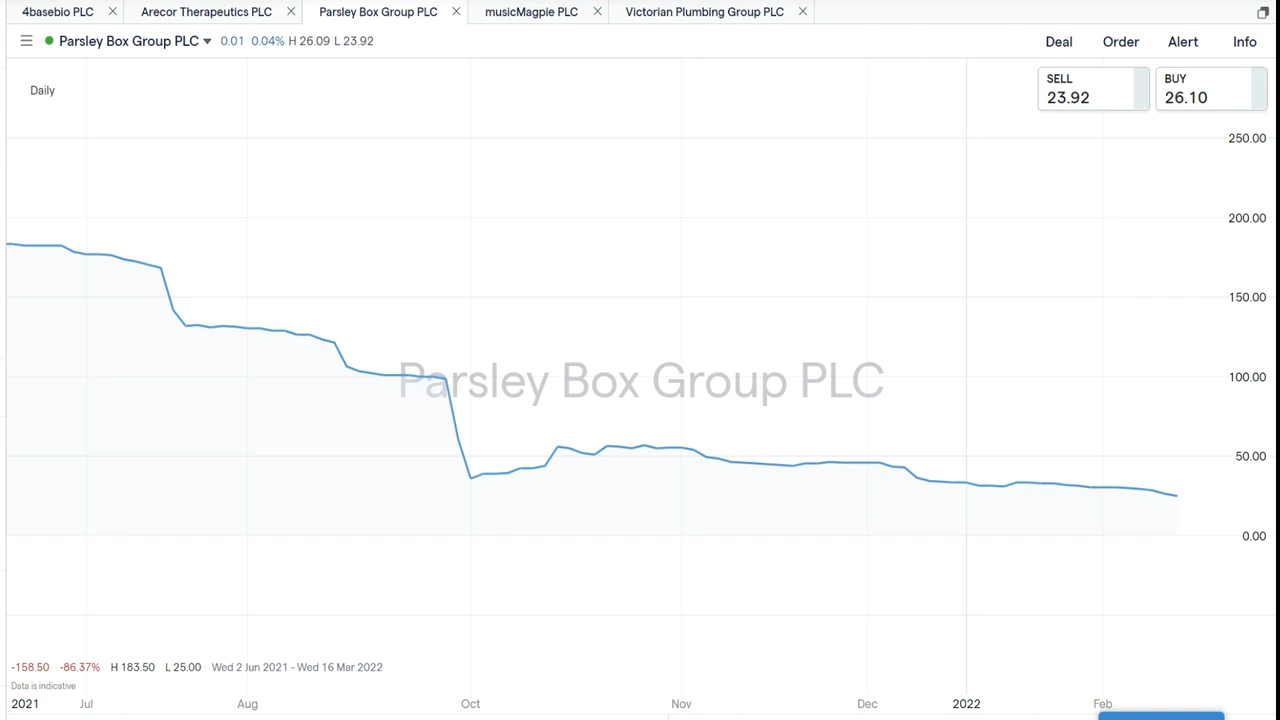 4basebio PLC Arecor Therapeutics PLC Parsley Box Group PLC musicMagpie PLC Victorian Plumbing Group PLC
Parsley Box Group PLC 0.01 0.04% H 26.09 L 23.92 Deal Order Alert Info
Daily
SELL BUY
23.92 26.10
250.00
200.00
150.00
Parsley Box Group PLC
100.00
50.00
0.00
-158.50 -86.37% H 183.50 L 25.00 Wed 2 Jun 2021 - Wed 16 Mar 2022
Data is indicative
2021 Jul Aug Oct Nov Dec 2022 Feb